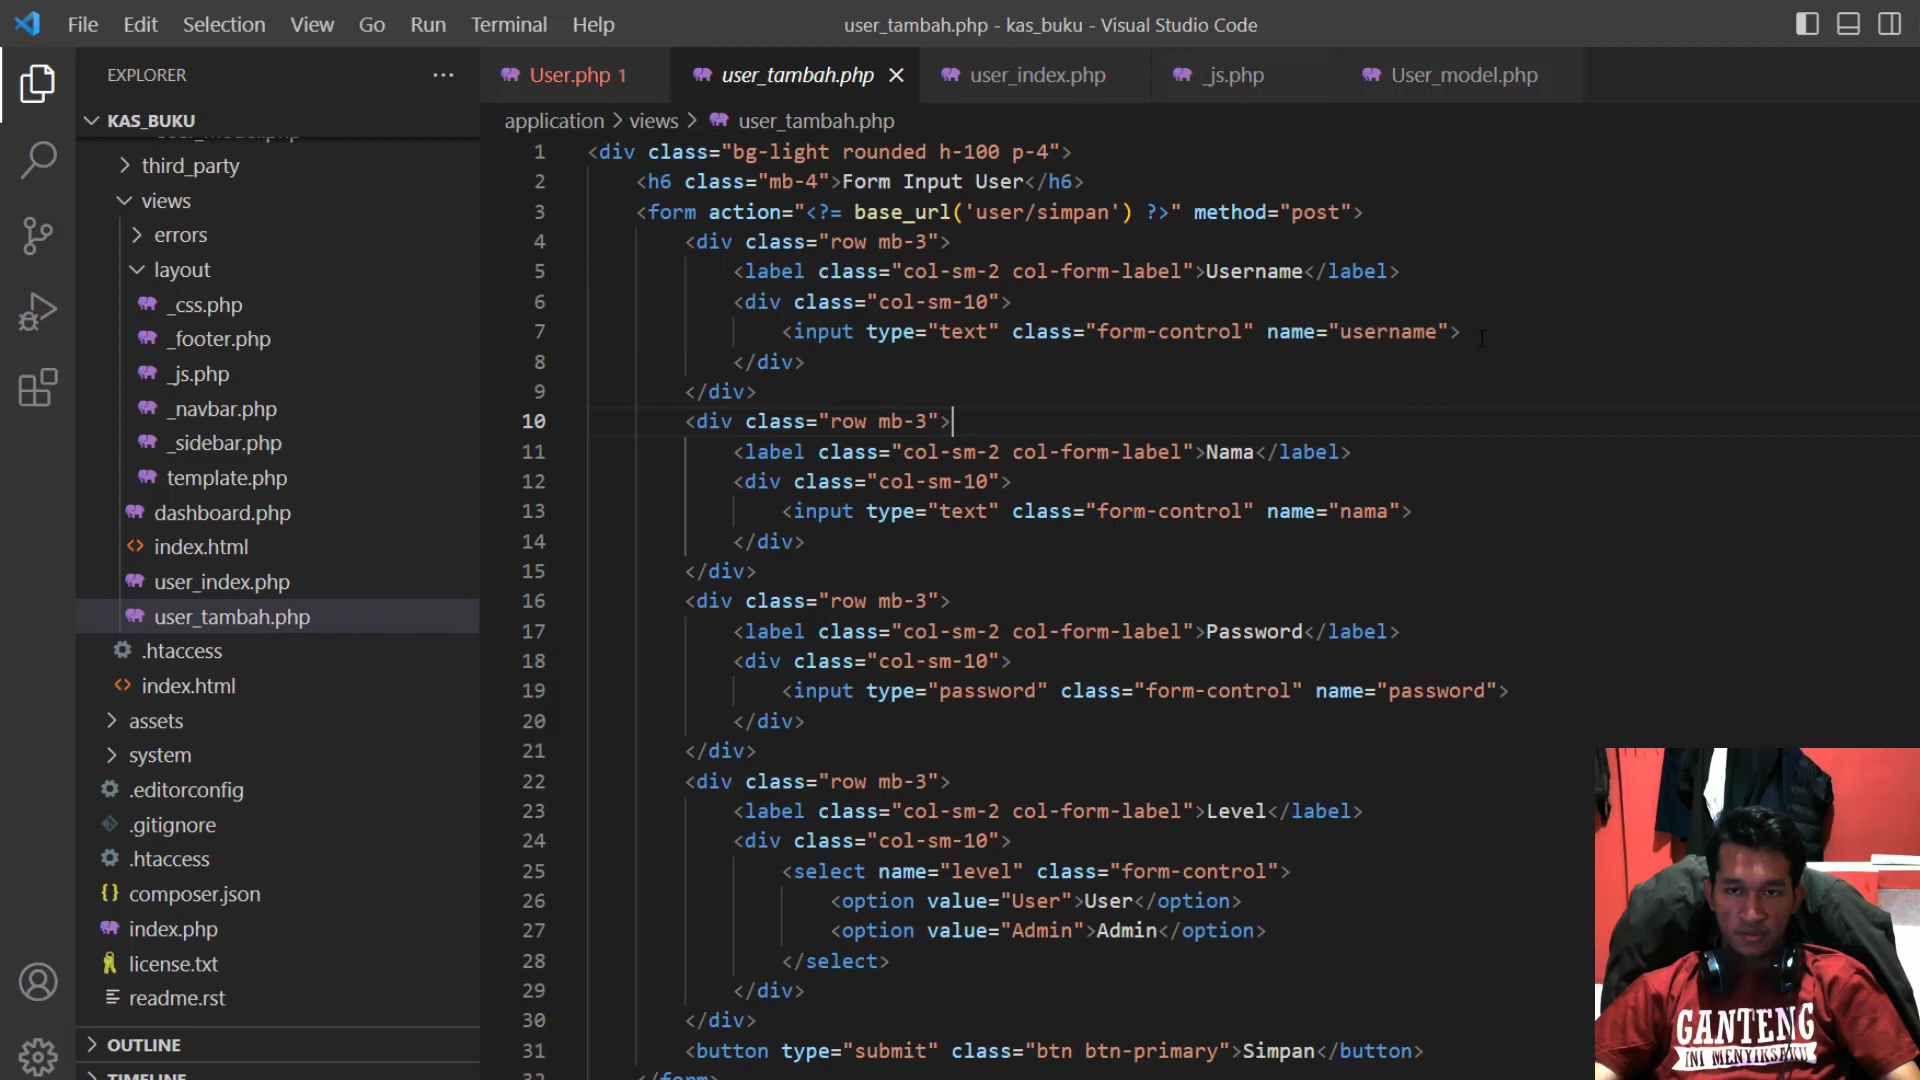 File Edit Selection View Go Run Terminal Help
user_tambah.php - kas_buku - Visual Studio Code
EXPLORER
User.php 1
user_tambah.php
user_index.php
_js.php
User_model.php
KAS_BUKU
application > views > user_tambah.php
third_party
views
errors
layout
_css.php
_footer.php
_js.php
_navbar.php
_sidebar.php
template.php
dashboard.php
index.html
user_index.php
user_tambah.php
.htaccess
index.html
assets
system
.editorconfig
.gitignore
.htaccess
composer.json
index.php
license.txt
readme.rst
OUTLINE
TIMELINE
1 <div class="bg-light rounded h-100 p-4">
2 <h6 class="mb-4">Form Input User</h6>
3 <form action="<?= base_url('user/simpan') ?>" method="post">
4 <div class="row mb-3">
5 <label class="col-sm-2 col-form-label">Username</label>
6 <div class="col-sm-10">
7 <input type="text" class="form-control" name="username">
8 </div>
9 </div>
10 <div class="row mb-3">
11 <label class="col-sm-2 col-form-label">Nama</label>
12 <div class="col-sm-10">
13 <input type="text" class="form-control" name="nama">
14 </div>
15 </div>
16 <div class="row mb-3">
17 <label class="col-sm-2 col-form-label">Password</label>
18 <div class="col-sm-10">
19 <input type="password" class="form-control" name="password">
20 </div>
21 </div>
22 <div class="row mb-3">
23 <label class="col-sm-2 col-form-label">Level</label>
24 <div class="col-sm-10">
25 <select name="level" class="form-control">
26 <option value="User">User</option>
27 <option value="Admin">Admin</option>
28 </select>
29 </div>
30 </div>
31 <button type="submit" class="btn btn-primary">Simpan</button>
32 </form>
GANTENG
INI MENYIKSAKU